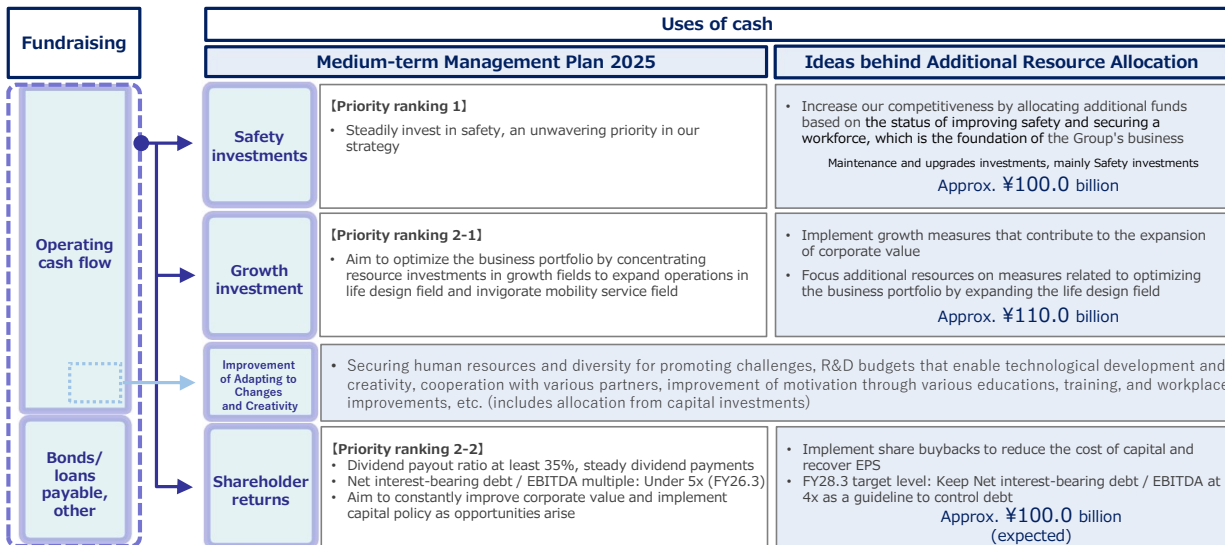 Fundraising
Uses of cash
Medium-term Management Plan 2025
Ideas behind Additional Resource Allocation
Operating
cash flow
Bonds/
loans
payable,
other
Safety
investments
【Priority ranking 1】
• Steadily invest in safety, an unwavering priority in our
strategy
• Increase our competitiveness by allocating additional funds
based on the status of improving safety and securing a
workforce, which is the foundation of the Group's business
Maintenance and upgrades investments, mainly Safety investments
Approx. ¥100.0 billion
Growth
investment
【Priority ranking 2-1】
• Aim to optimize the business portfolio by concentrating
resource investments in growth fields to expand operations in
life design field and invigorate mobility service field
• Implement growth measures that contribute to the expansion
of corporate value
• Focus additional resources on measures related to optimizing
the business portfolio by expanding the life design field
Approx. ¥110.0 billion
Improvement
of Adapting to
Changes
and Creativity
• Securing human resources and diversity for promoting challenges, R&D budgets that enable technological development and
creativity, cooperation with various partners, improvement of motivation through various educations, training, and workplace
improvements, etc. (includes allocation from capital investments)
Shareholder
returns
【Priority ranking 2-2】
• Dividend payout ratio at least 35%, steady dividend payments
• Net interest-bearing debt / EBITDA multiple: Under 5x (FY26.3)
• Aim to constantly improve corporate value and implement
capital policy as opportunities arise
• Implement share buybacks to reduce the cost of capital and
recover EPS
• FY28.3 target level: Keep Net interest-bearing debt / EBITDA at
4x as a guideline to control debt
Approx. ¥100.0 billion
(expected)